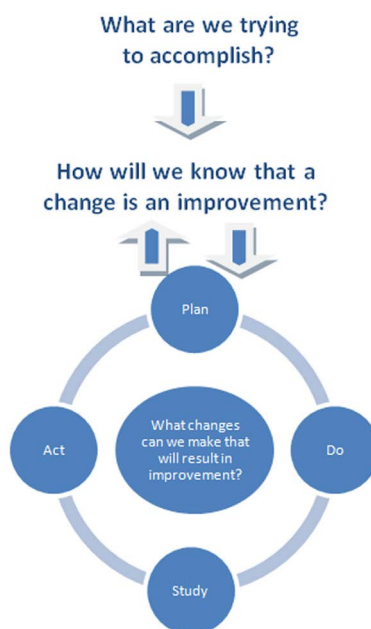 What are we trying
to accomplish?
How will we know that a
change is an improvement?
Plan
What changes
can we make that
will result in
improvement?
Act
Do
Study